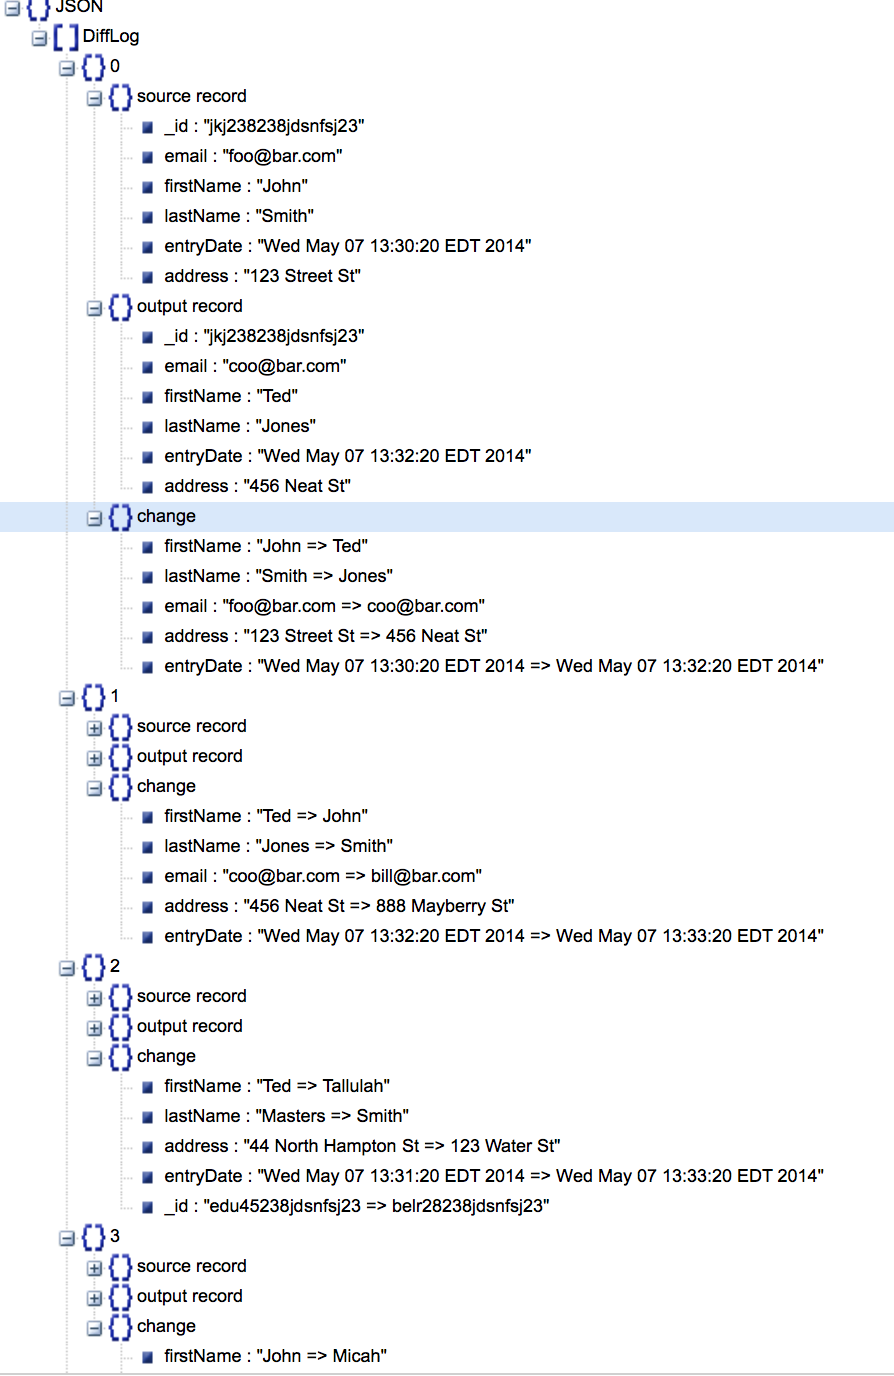 JSON
DiffLog
0
source record
_id : "jkj238238jdsnfsj23"
email : "foo@bar.com"
firstName : "John"
lastName : "Smith"
entryDate : "Wed May 07 13:30:20 EDT 2014"
address : "123 Street St"
output record
_id : "jkj238238jdsnfsj23"
email : "coo@bar.com"
firstName : "Ted"
lastName : "Jones"
entryDate : "Wed May 07 13:32:20 EDT 2014"
address : "456 Neat St"
change
firstName : "John => Ted"
lastName : "Smith => Jones"
email : "foo@bar.com => coo@bar.com"
address : "123 Street St => 456 Neat St"
entryDate : "Wed May 07 13:30:20 EDT 2014 => Wed May 07 13:32:20 EDT 2014"
1
source record
output record
change
firstName : "Ted => John"
lastName : "Jones => Smith"
email : "coo@bar.com => bill@bar.com"
address : "456 Neat St => 888 Mayberry St"
entryDate : "Wed May 07 13:32:20 EDT 2014 => Wed May 07 13:33:20 EDT 2014"
2
source record
output record
change
firstName : "Ted => Tallulah"
lastName : "Masters => Smith"
address : "44 North Hampton St => 123 Water St"
entryDate : "Wed May 07 13:31:20 EDT 2014 => Wed May 07 13:33:20 EDT 2014"
_id : "edu45238jdsnfsj23 => belr28238jdsnfsj23"
3
source record
output record
change
firstName : "John => Micah"